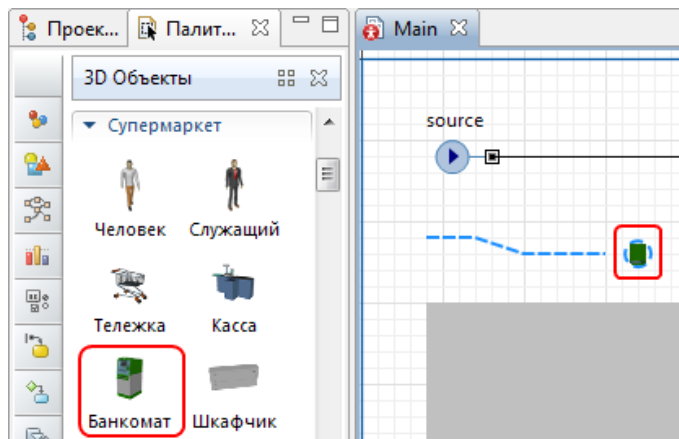 Проек...
Палит...
Main
3D Объекты
Супермаркет
source
Человек
Служащий
Тележка
Касса
Банкомат
Шкафчик